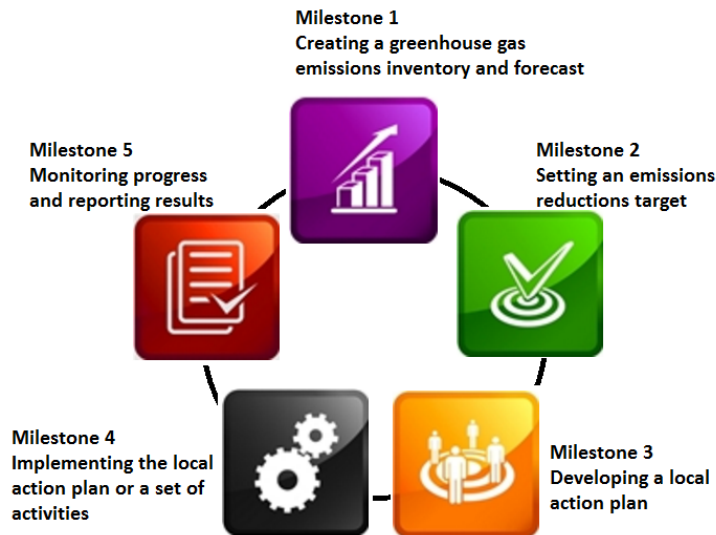 Milestone 1
Creating a greenhouse gas
emissions inventory and forecast
Milestone 2
Setting an emissions
reductions target
Milestone 3
Developing a local
action plan
Milestone 4
Implementing the local
action plan or a set of
activities
Milestone 5
Monitoring progress
and reporting results